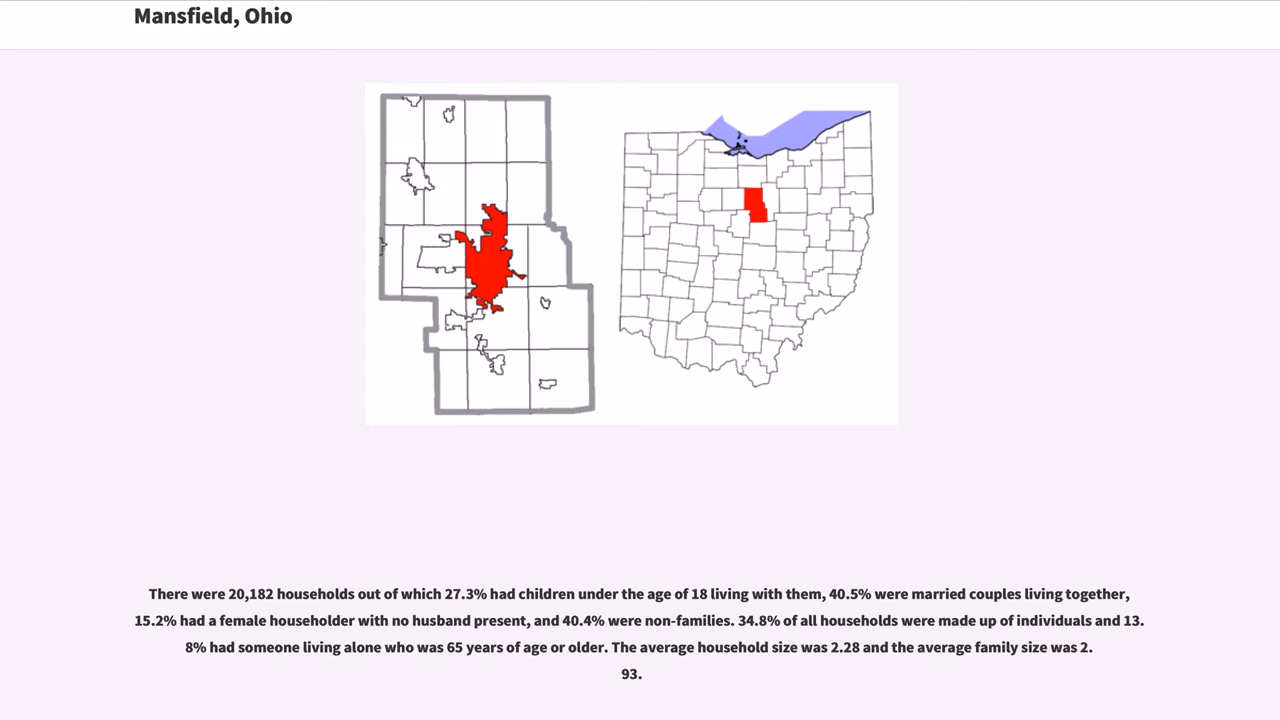 Mansfield, Ohio
There were 20,182 households out of which 27.3% had children under the age of 18 living with them, 40.5% were married couples living together,
15.2% had a female householder with no husband present, and 40.4% were non-families. 34.8% of all households were made up of individuals and 13.
8% had someone living alone who was 65 years of age or older. The average household size was 2.28 and the average family size was 2.
93.